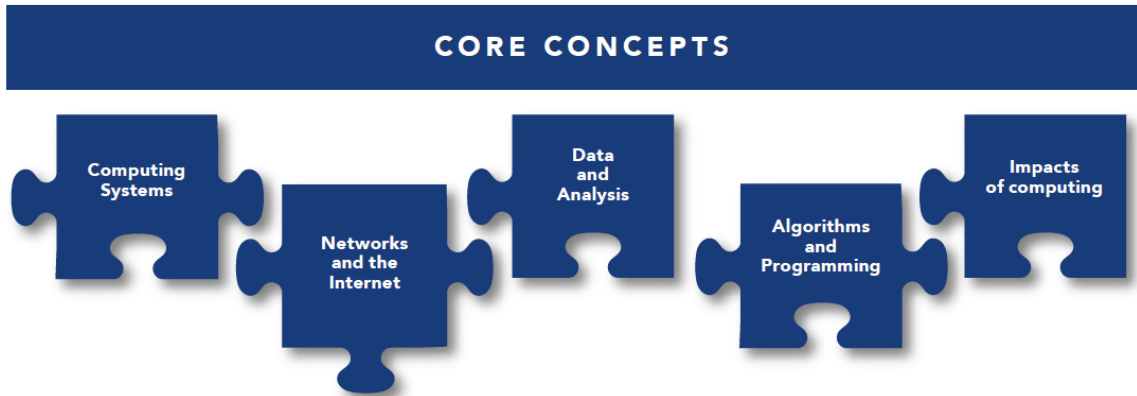 CORE CONCEPTS
Computing
Systems
Networks
and the
Internet
Data
and
Analysis
Algorithms
and
Programming
Impacts
of computing